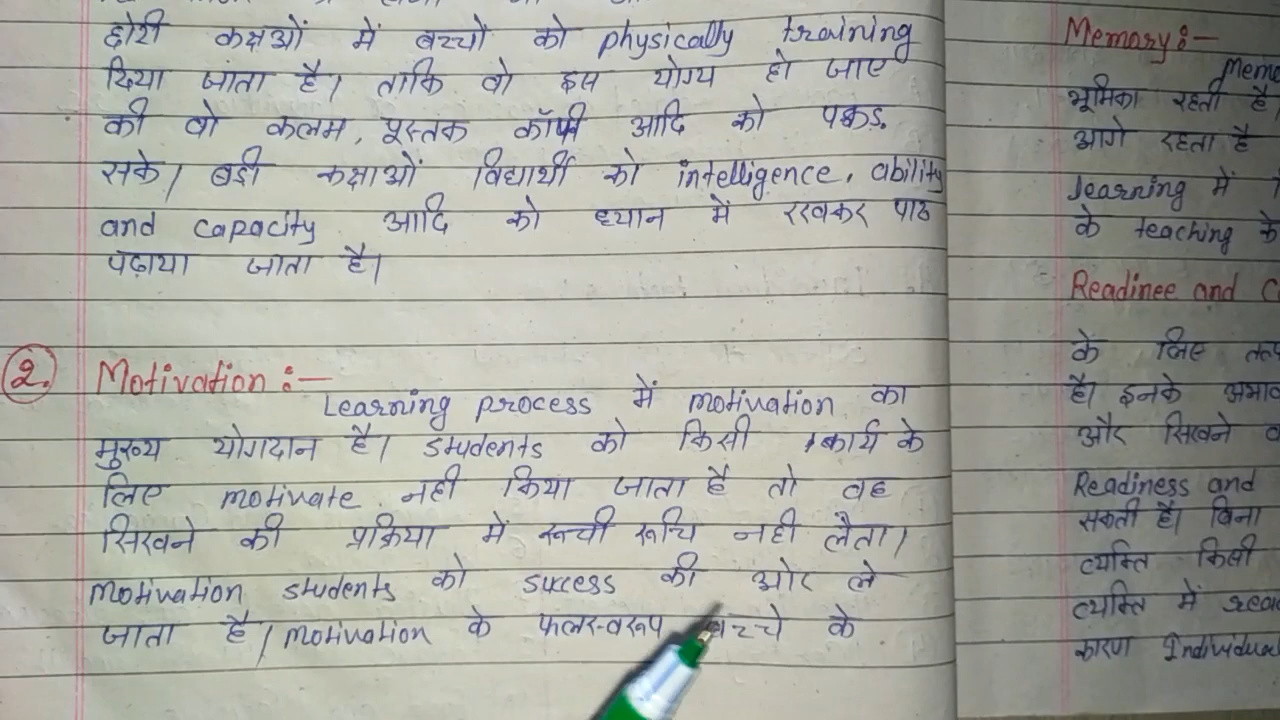 छोटी कक्षओं में बच्चो को physically training
दिया जाता है। ताकि वो इस योग्य हो जाए
की वो कलम, पूस्तक कॉपी आदि को पकड़
सके। बड़ी कक्षाओं विद्यार्थी को intelligence, ability
and capacity आदि को ध्यान में रखकर पाठ
पढ़ाया जाता है।
2. Motivation :-
Learning process में motivation का
मुख्य योगदान है। students को किसी कार्य के
लिए motivate नही किया जाता है तो वह
सिखने की प्रक्रिया में रूची रूचि नही लेता।
motivation students को success की ओर ले
जाता है। motivation के फलस्वरूप बच्चे के
Memory :-
भूमिका रहती है
आगे रहता है
learning में
के teaching के
Readinee and
के लिए
है। इनके अभाव
और सिखने
Readiness and
सकती है। बिना
व्यक्ति किसी
व्यक्ति में
कारण Individual